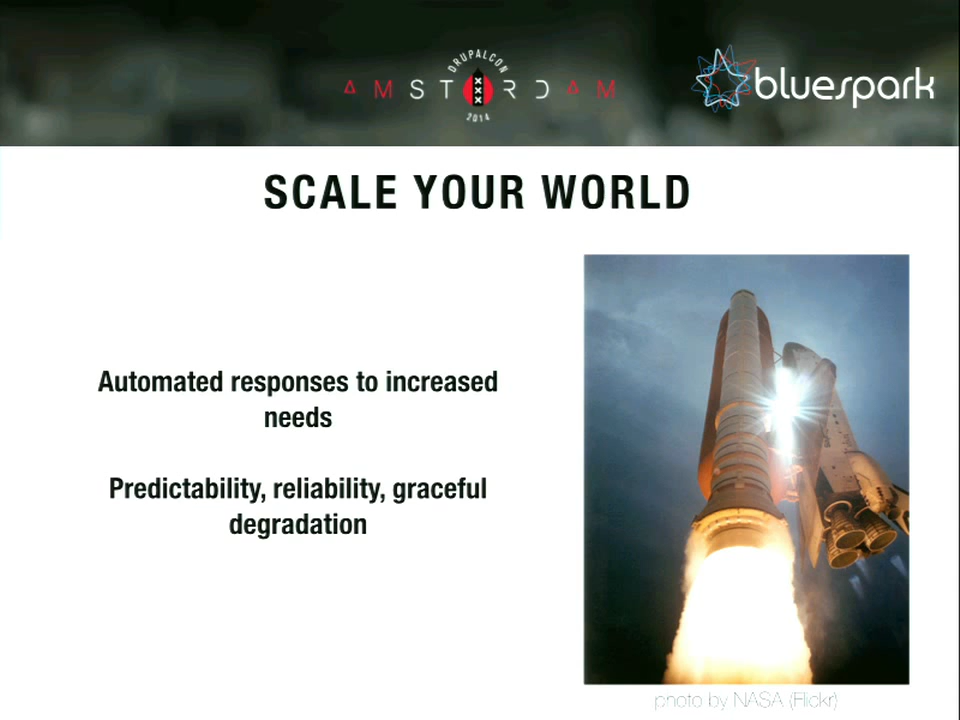 DRUPALCON
AMSTERDAM
2014
bluespark
SCALE YOUR WORLD
Automated responses to increased
needs
Predictability, reliability, graceful
degradation
photo by NASA (Flickr)